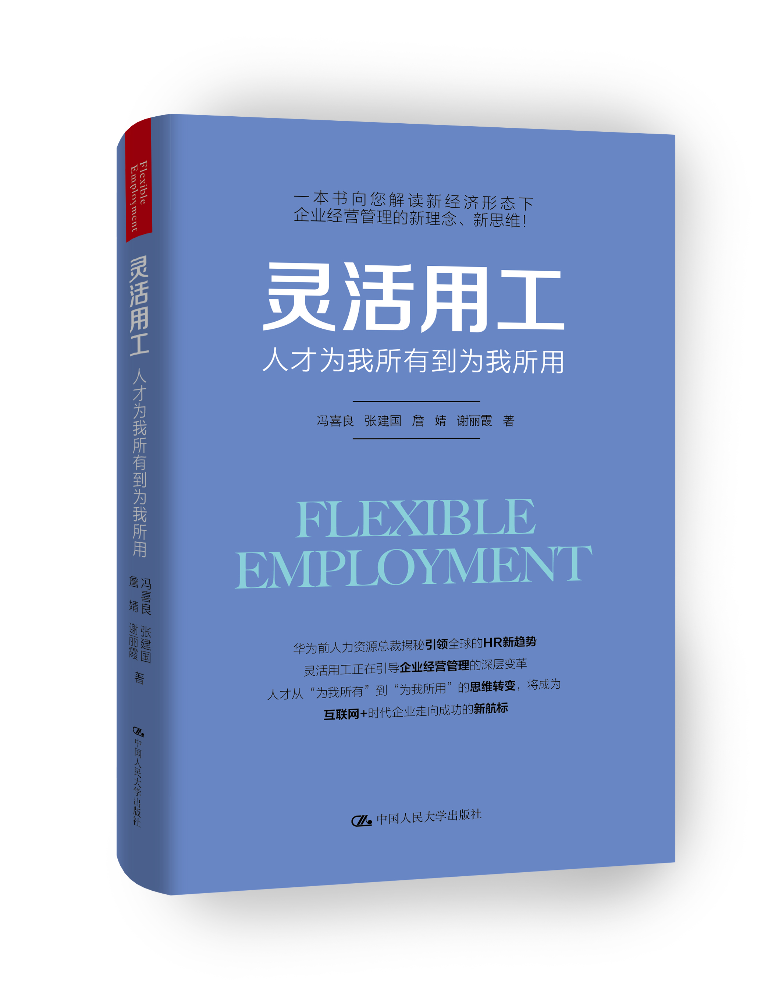 Flexible
Employment
灵活用工
人才为我所有到为我所用
冯喜良 张建国
詹 婧 谢丽霞
著
中国人民大学出版社
一本书向您解读新经济形态下
企业经营管理的新理念、新思维！
灵活用工
人才为我所有到为我所用
冯喜良 张建国 詹 婧 谢丽霞 著
FLEXIBLE
EMPLOYMENT
华为前人力资源总裁揭秘引领全球的HR新趋势
灵活用工正在引导企业经营管理的深层变革
人才从“为我所有”到“为我所用”的思维转变，将成为
互联网+时代企业走向成功的新航标
中国人民大学出版社